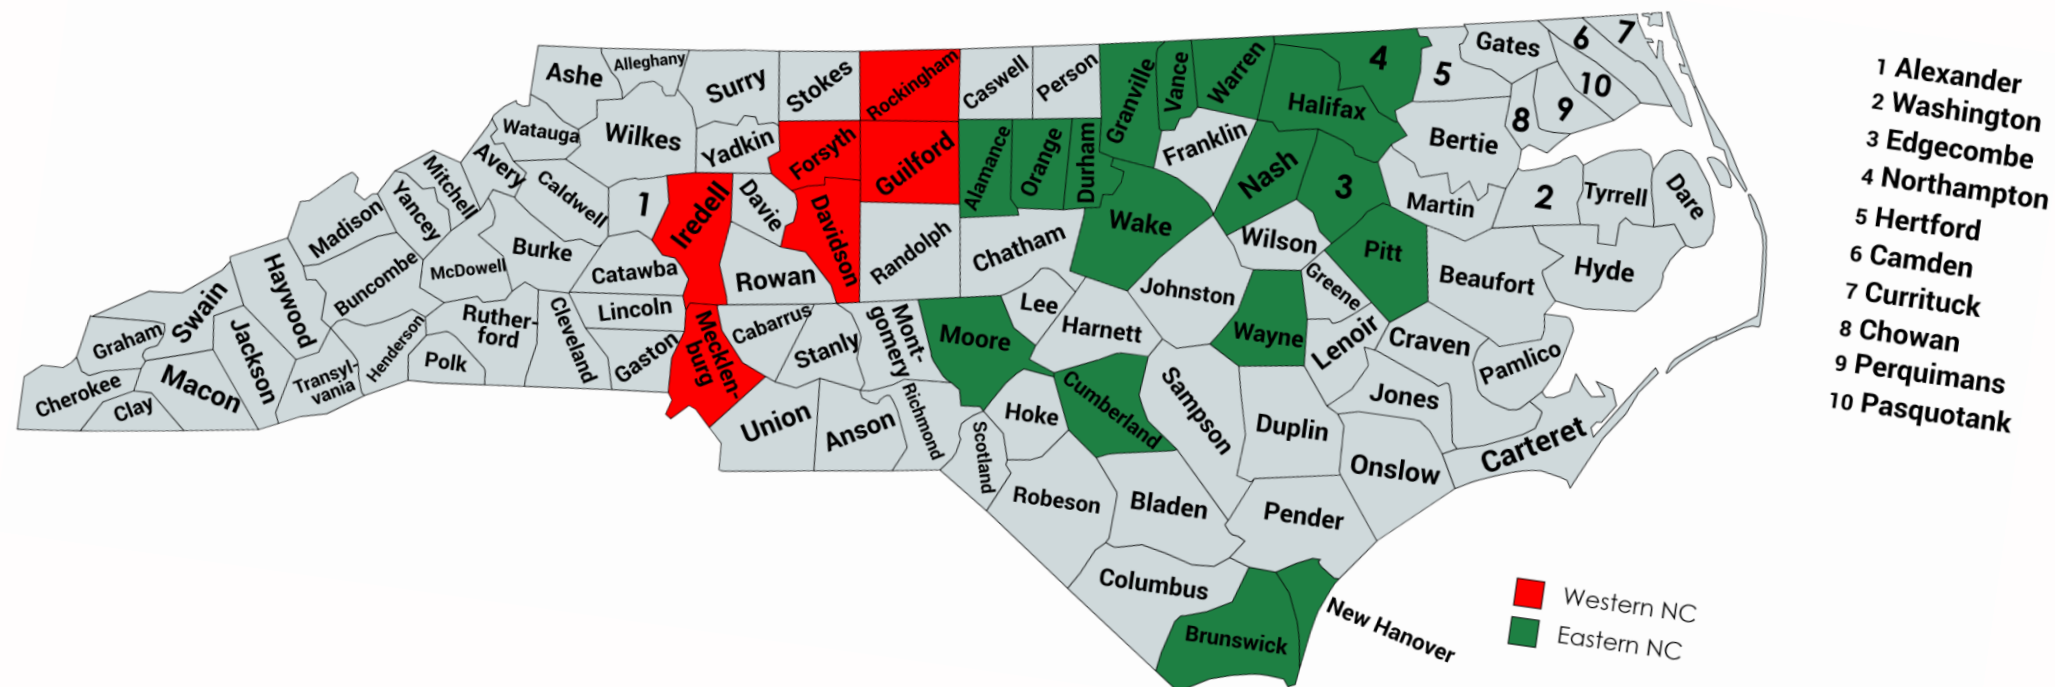 Ashe
Alleghany
Surry
Stokes
Rockingham
Caswell
Person
Granville
Vance
Warren
4
Halifax
5
Gates
6
7
10
9
8
Bertie
Watauga
Wilkes
Yadkin
Forsyth
Guilford
Alamance
Orange
Durham
Franklin
Nash
3
Martin
2
Tyrrell
Dare
Mitchell
Avery
Caldwell
1
Iredell
Davie
Davidson
Randolph
Chatham
Wake
Wilson
Pitt
Beaufort
Hyde
Madison
Yancey
McDowell
Burke
Catawba
Rowan
Johnston
Greene
Haywood
Buncombe
Swain
Graham
Jackson
Cherokee
Clay
Macon
Transyl-
vania
Henderson
Polk
Ruther-
ford
Cleveland
Lincoln
Gaston
Mecklen-
burg
Cabarrus
Stanly
Mont-
gomery
Moore
Lee
Harnett
Wayne
Lenoir
Craven
Pamlico
Jones
Union
Anson
Richmond
Scotland
Hoke
Cumberland
Sampson
Duplin
Onslow
Carteret
Robeson
Bladen
Pender
Columbus
Brunswick
New Hanover
1 Alexander
2 Washington
3 Edgecombe
4 Northampton
5 Hertford
6 Camden
7 Currituck
8 Chowan
9 Perquimans
10 Pasquotank
Western NC
Eastern NC